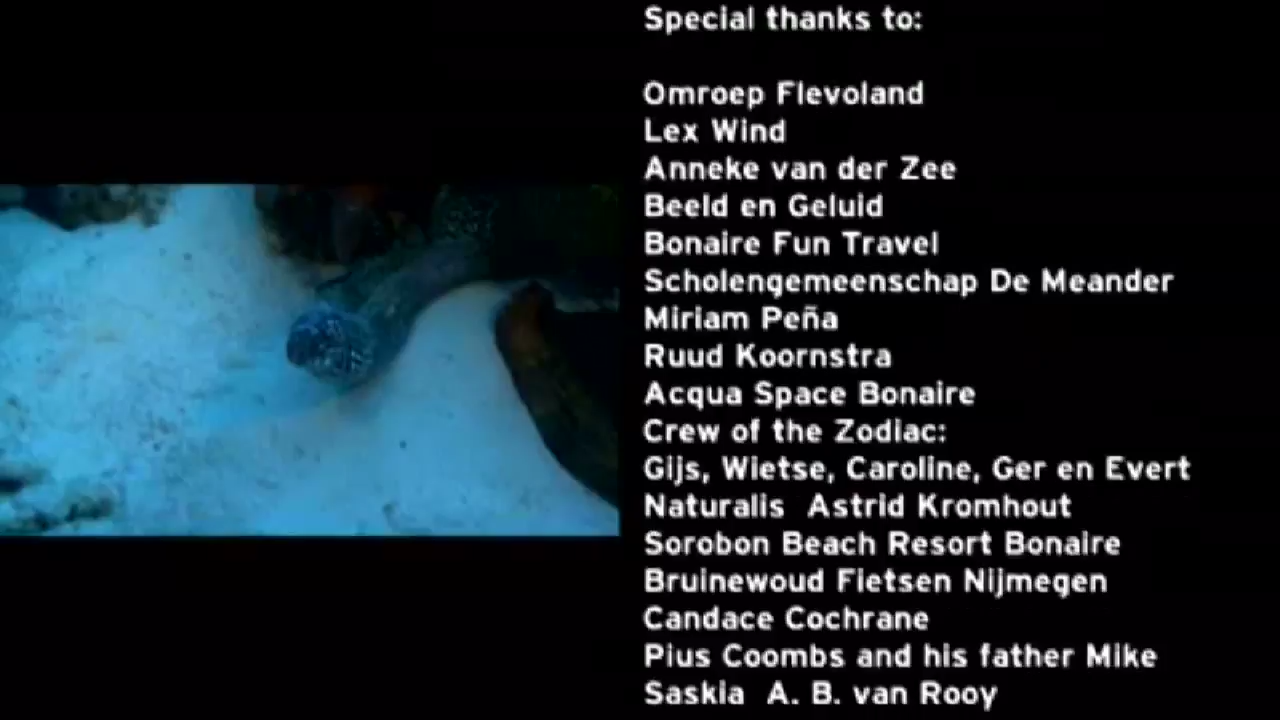 Special thanks to:
Omroep Flevoland
Lex Wind
Anneke van der Zee
Beeld en Geluid
Bonaire Fun Travel
Scholengemeenschap De Meander
Miriam Peña
Ruud Koornstra
Acqua Space Bonaire
Crew of the Zodiac:
Gijs, Wietse, Caroline, Ger en Evert
Naturalis Astrid Kromhout
Sorobon Beach Resort Bonaire
Bruinewoud Fietsen Nijmegen
Candace Cochrane
Pius Coombs and his father Mike
Saskia A. B. van Rooy